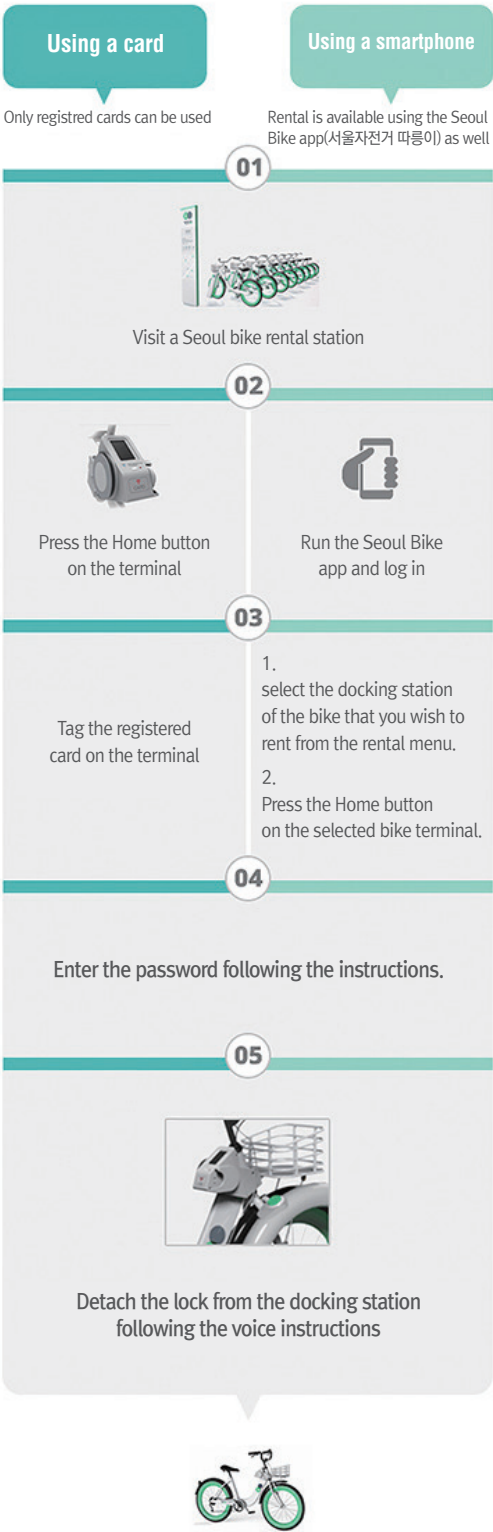 Using a card
Using a smartphone
Only registred cards can be used
Rental is available using the Seoul
Bike app(서울자전거 따릉이) as well
01
Visit a Seoul bike rental station
02
Press the Home button
on the terminal
Run the Seoul Bike
app and log in
03
Tag the registered
card on the terminal
1.
select the docking station
of the bike that you wish to
rent from the rental menu.
2.
Press the Home button
on the selected bike terminal.
04
Enter the password following the instructions.
05
Detach the lock from the docking station
following the voice instructions